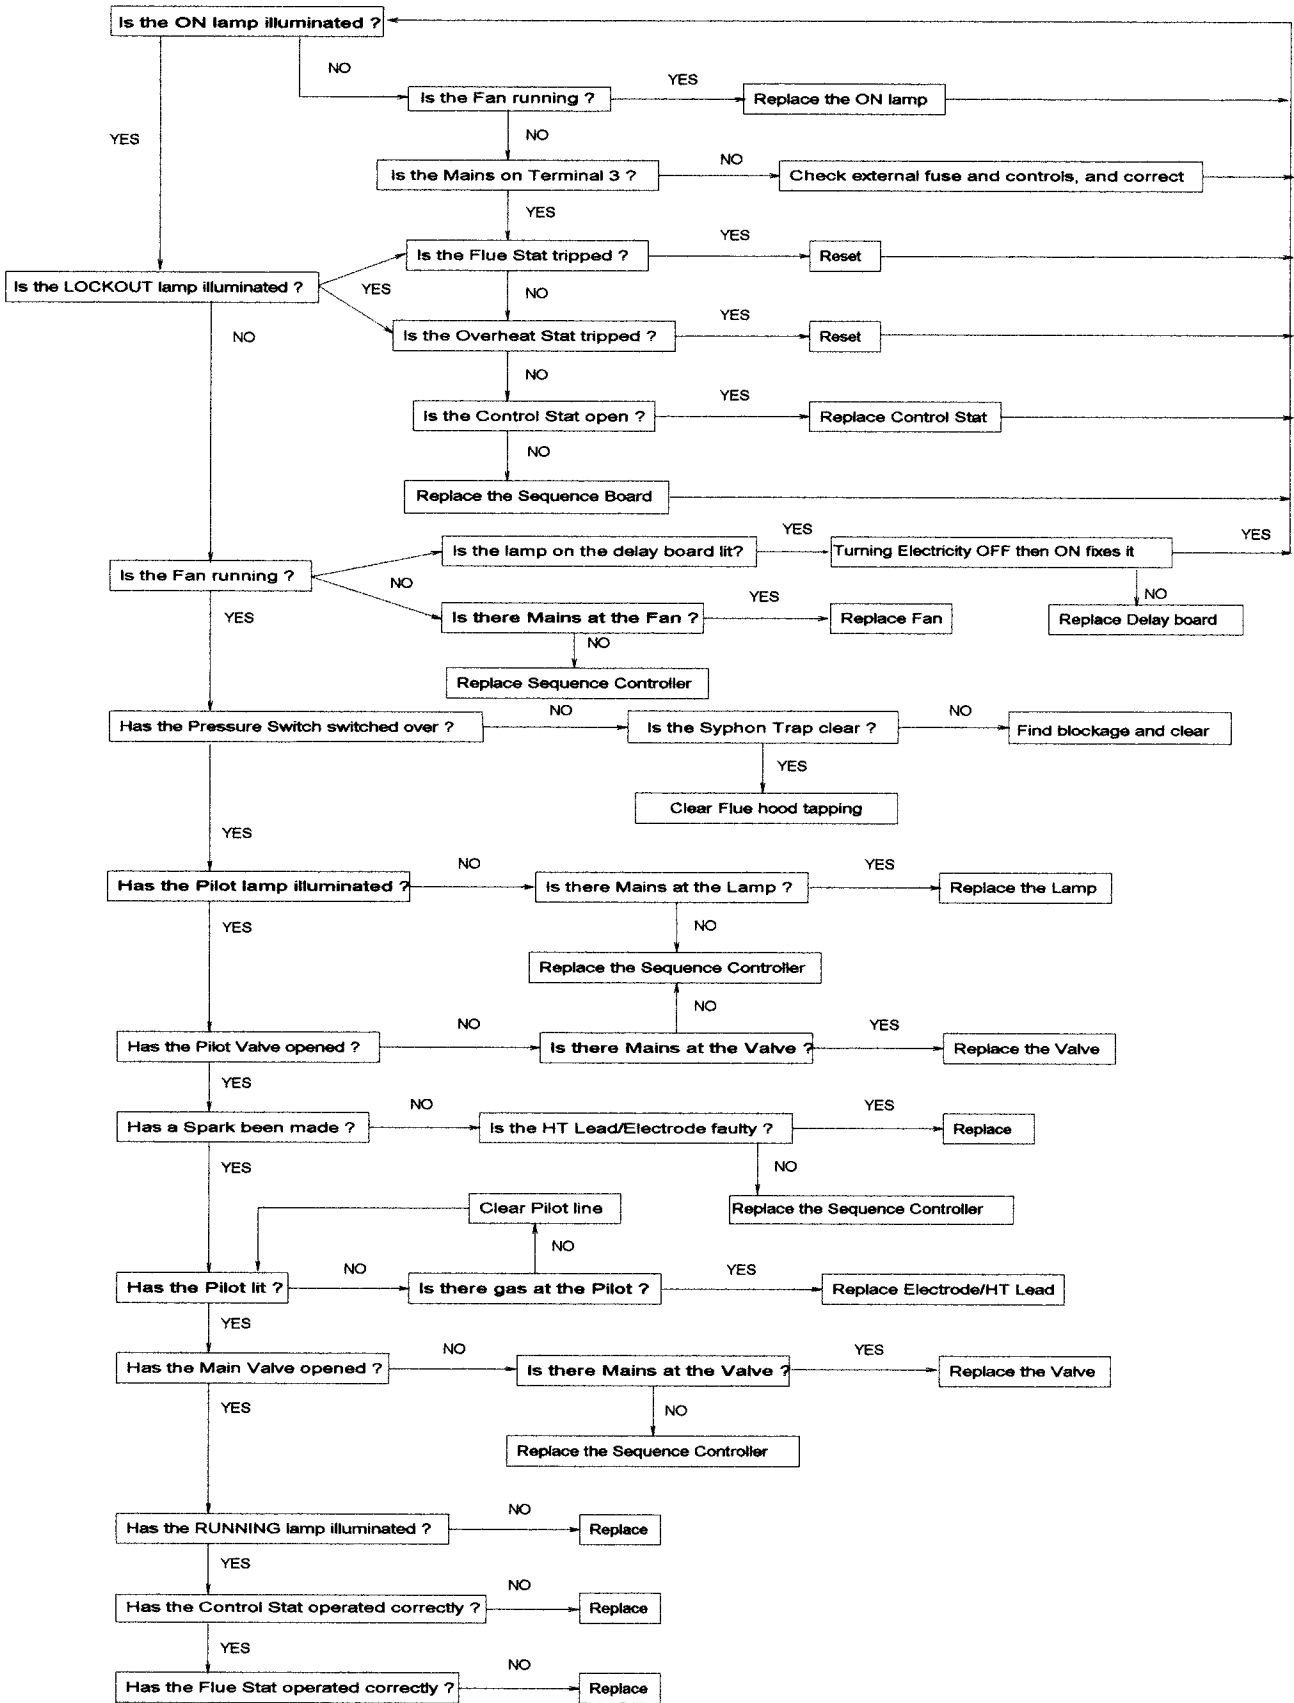 Is the ON lamp illuminated ?
NO
YES
Is the Fan running ?
YES
Replace the ON lamp
NO
Is the Mains on Terminal 3 ?
NO
Check external fuse and controls, and correct
YES
Is the Flue Stat tripped ?
YES
Reset
Is the LOCKOUT lamp illuminated ?
YES
NO
NO
Is the Overheat Stat tripped ?
YES
Reset
NO
Is the Control Stat open ?
YES
Replace Control Stat
NO
Replace the Sequence Board
Is the lamp on the delay board lit?
YES
Turning Electricity OFF then ON fixes it
YES
Is the Fan running ?
NO
NO
Replace Delay board
YES
Is there Mains at the Fan ?
YES
Replace Fan
NO
Replace Sequence Controller
Has the Pressure Switch switched over ?
NO
Is the Syphon Trap clear ?
NO
Find blockage and clear
YES
Clear Flue hood tapping
YES
Has the Pilot lamp illuminated ?
NO
Is there Mains at the Lamp ?
YES
Replace the Lamp
YES
NO
Replace the Sequence Controller
NO
Has the Pilot Valve opened ?
NO
Is there Mains at the Valve ?
YES
Replace the Valve
YES
Has a Spark been made ?
NO
Is the HT Lead/Electrode faulty ?
YES
Replace
YES
NO
Replace the Sequence Controller
Clear Pilot line
NO
Has the Pilot lit ?
NO
Is there gas at the Pilot ?
YES
Replace Electrode/HT Lead
YES
Has the Main Valve opened ?
NO
Is there Mains at the Valve ?
YES
Replace the Valve
YES
NO
Replace the Sequence Controller
Has the RUNNING lamp illuminated ?
NO
Replace
YES
Has the Control Stat operated correctly ?
NO
Replace
YES
Has the Flue Stat operated correctly ?
NO
Replace